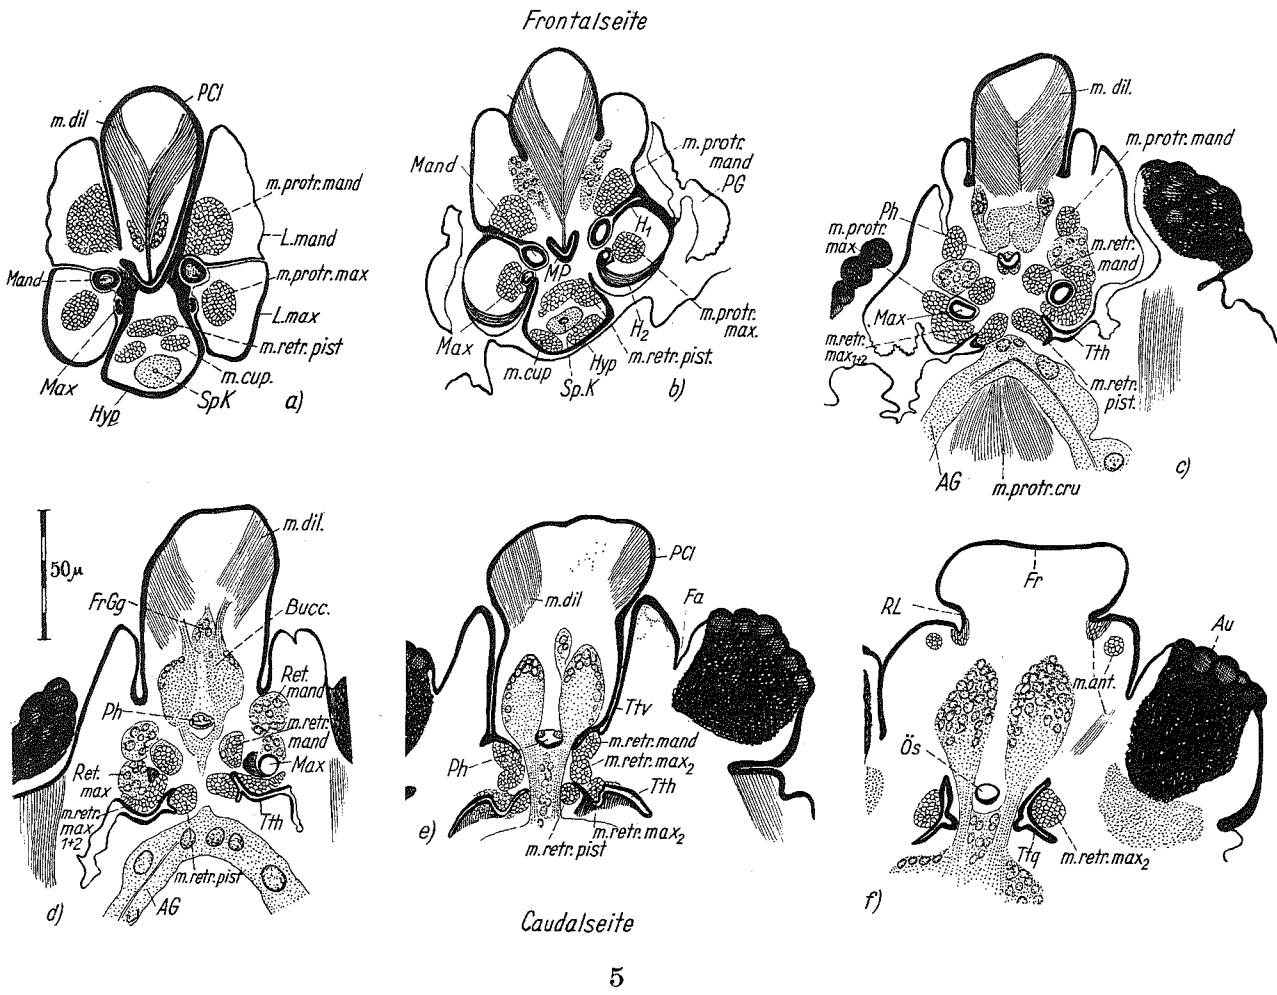 Frontalseite
PCl
m.dil
m.protr.mand
L.mand
Mand
m.protr.max
L.max
m.retr.pist
Max
m.cup.
Hyp
SpK
a)
Mand
m.protr.
mand
PG
H1
MP
H2
m.protr.
max.
Max
m.retr.pist.
m.cup
Hyp
Sp.K
b)
m.dil.
m.protr.mand
Ph
m.protr.
max.
m.retr.
mand
Max
m.retr.
max1+2
Tth
m.retr.
pist.
AG
m.protr.cru
c)
50μ
m.dil.
FrGg
Bucc.
Ret.
mand
Ph
m.retr.
mand
Max
Ret.
max
m.retr.
max
1+2
Tth
m.retr.pist
AG
d)
PCl
Fa
m.dil
Ttv
m.retr.mand
Ph
m.retr.max2
Tth
m.retr.max2
m.retr.pist
e)
Fr
RL
Au
m.ant.
Ös
Ttq
m.retr.max2
f)
Caudalseite
5